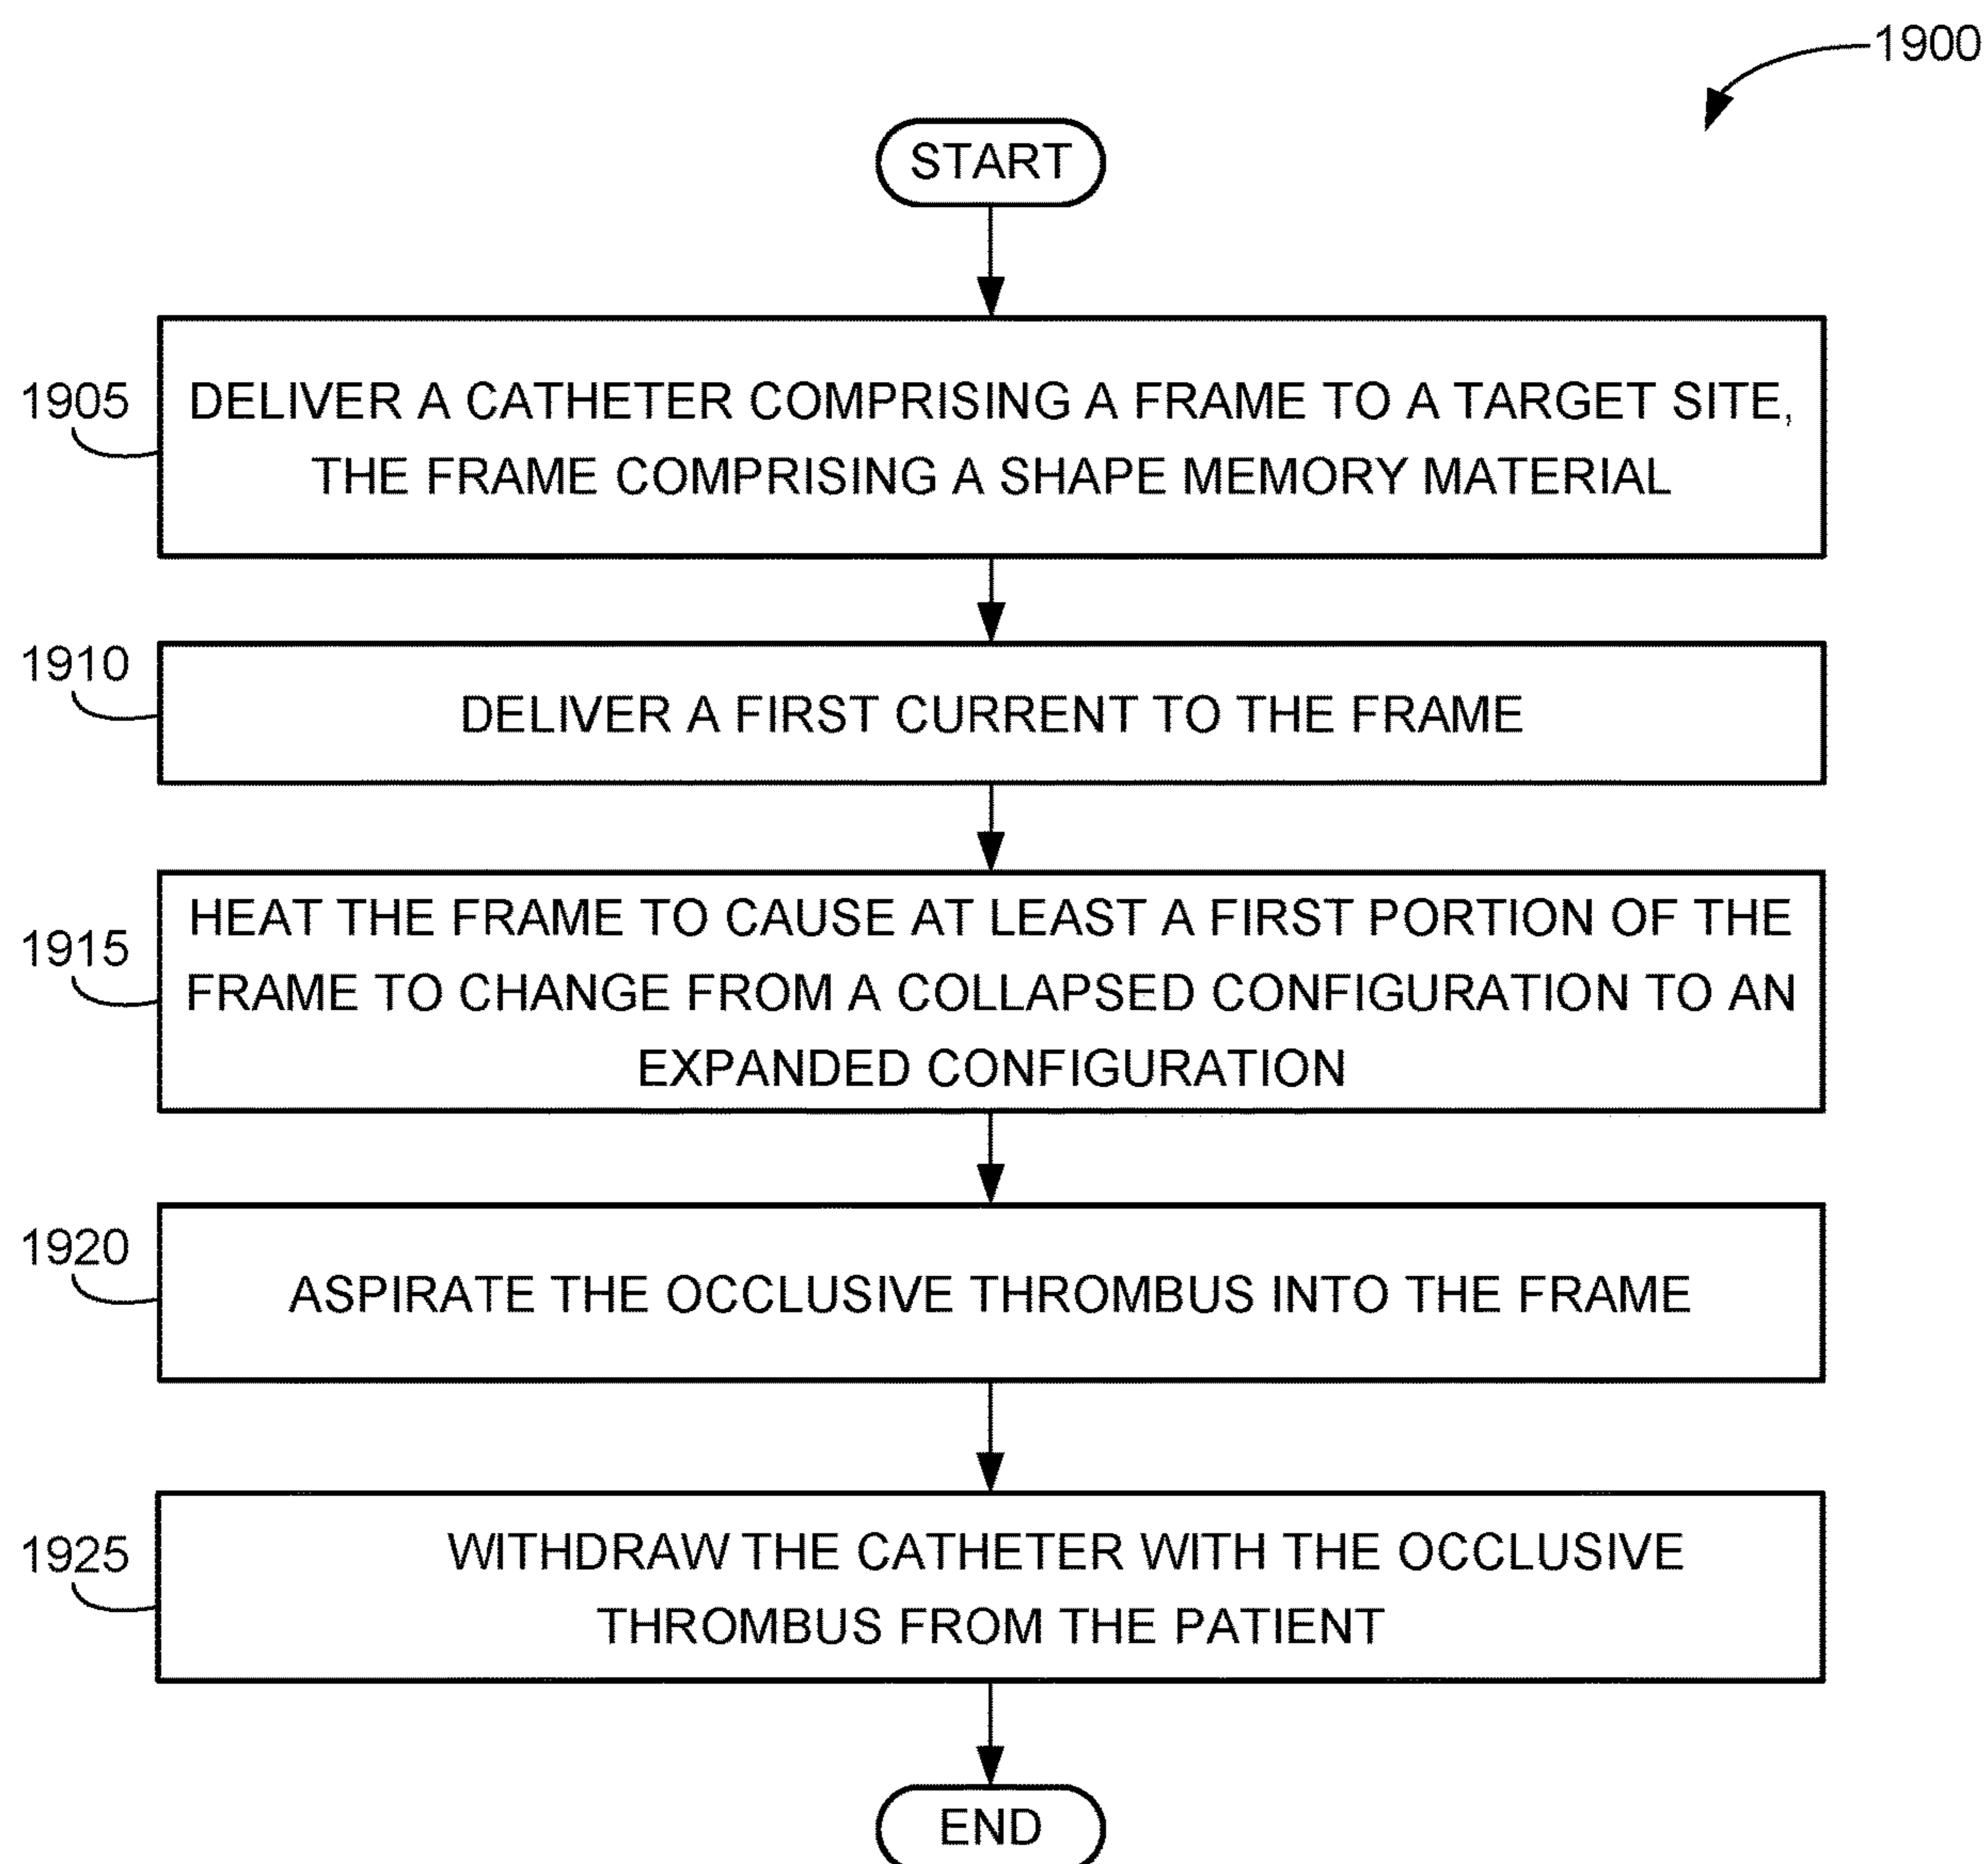 1900
START
1905
DELIVER A CATHETER COMPRISING A FRAME TO A TARGET SITE,
THE FRAME COMPRISING A SHAPE MEMORY MATERIAL
1910
DELIVER A FIRST CURRENT TO THE FRAME
1915
HEAT THE FRAME TO CAUSE AT LEAST A FIRST PORTION OF THE
FRAME TO CHANGE FROM A COLLAPSED CONFIGURATION TO AN
EXPANDED CONFIGURATION
1920
ASPIRATE THE OCCLUSIVE THROMBUS INTO THE FRAME
1925
WITHDRAW THE CATHETER WITH THE OCCLUSIVE
THROMBUS FROM THE PATIENT
END